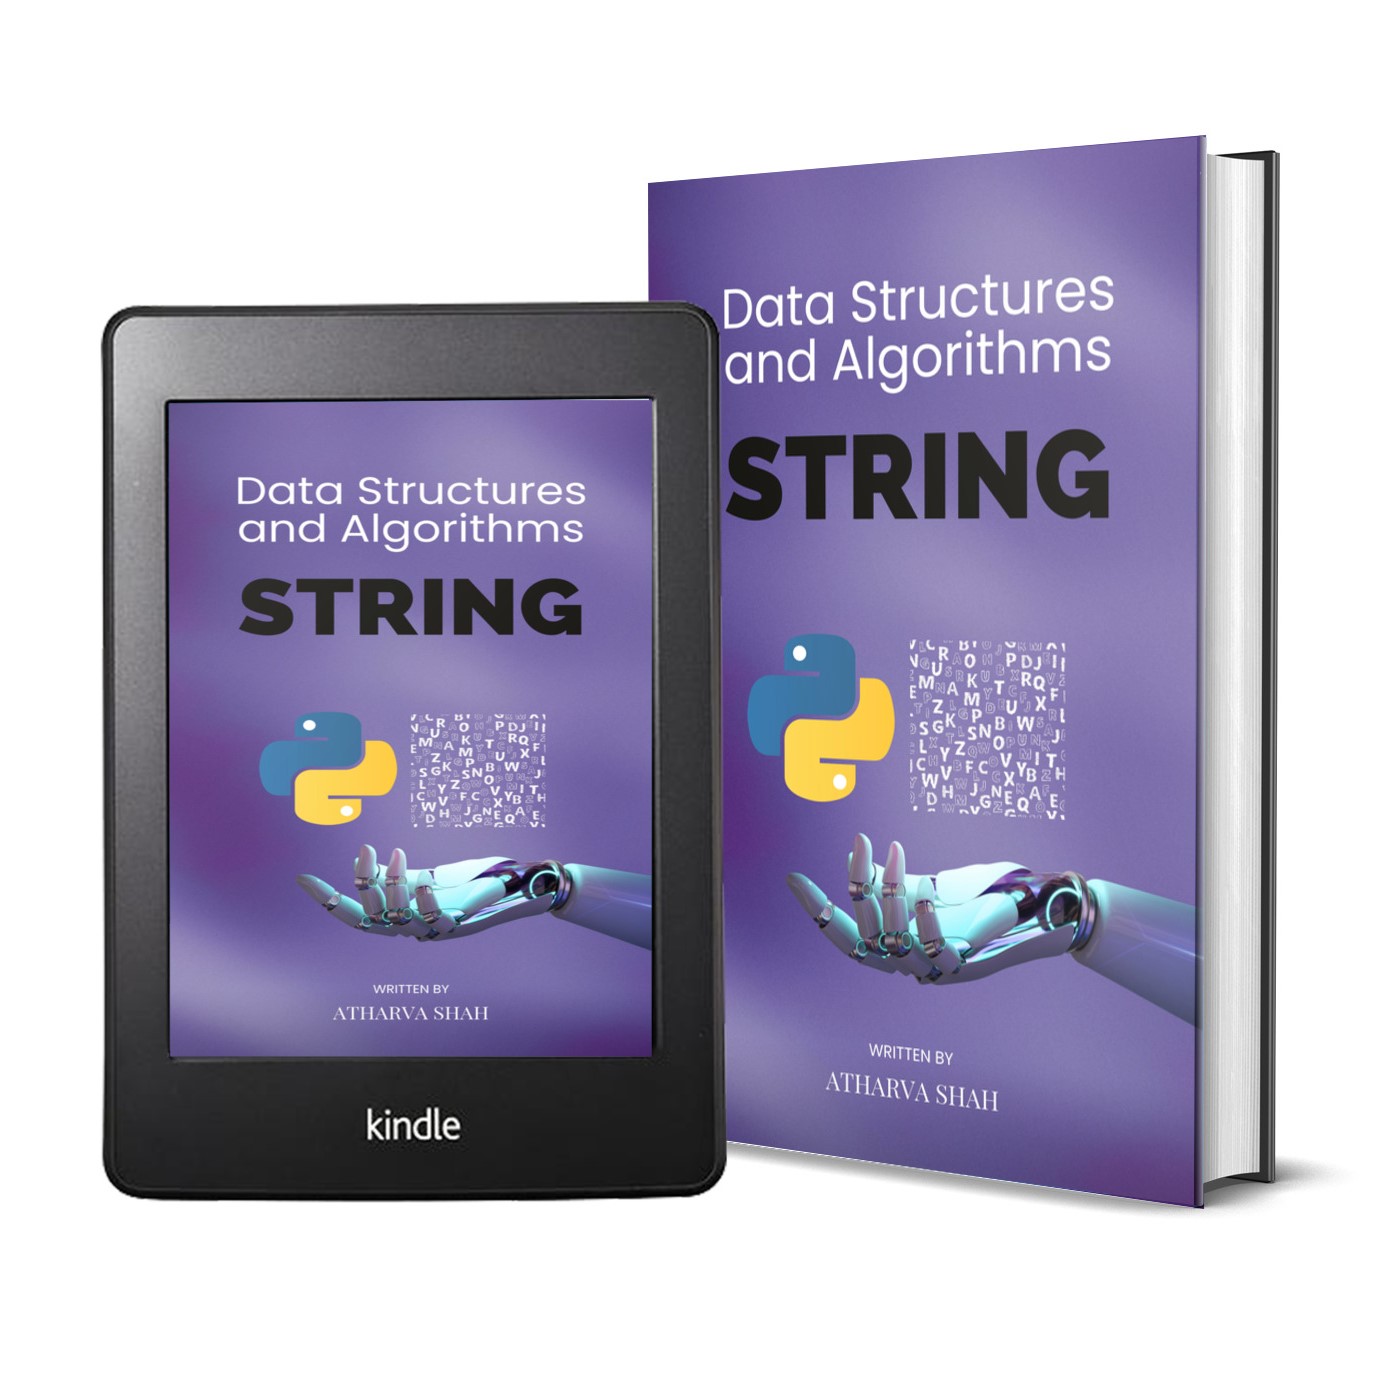 Data Structures
and Algorithms
STRING
WRITTEN BY
ATHARVA SHAH
kindle
Data Structures
and Algorithms
STRING
WRITTEN BY
ATHARVA SHAH